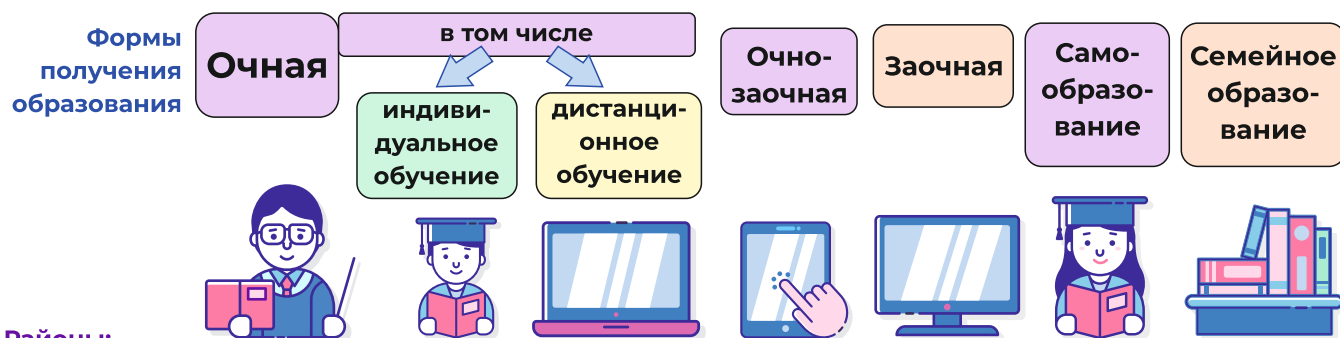 Формы
получения
образования
Очная
в том числе
индиви-
дуальное
обучение
дистанци-
онное
обучение
Очно-
заочная
Заочная
Само-
образо-
вание
Семейное
образо-
вание
Районы: